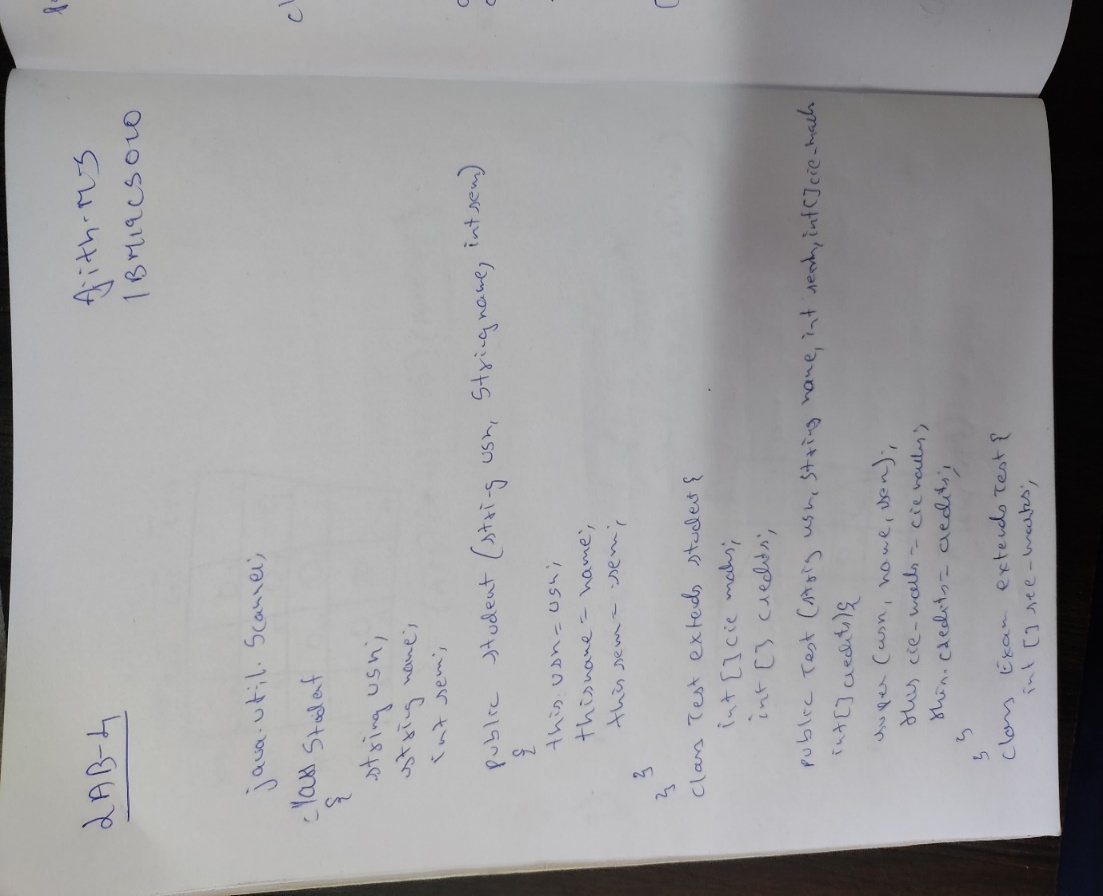 LAB-4
Ajith.M S
1BM19CS010
java.util.Scanner;
class Student
{
string usn;
string name;
int sem;
public student (string usn, String name, int sem)
{
this.usn = usn;
this name = name;
this sem = sem;
}
}
class Test extends student {
int [] cie marks;
int [] credits;
public Test (string usn, string name, int sem, int[] cie-marks
int[] credits){
super (usn, name, sem);
this cie-marks = cie marks;
this.credits = credits;
}
}
class Exam extends Test {
int [] see-marks;